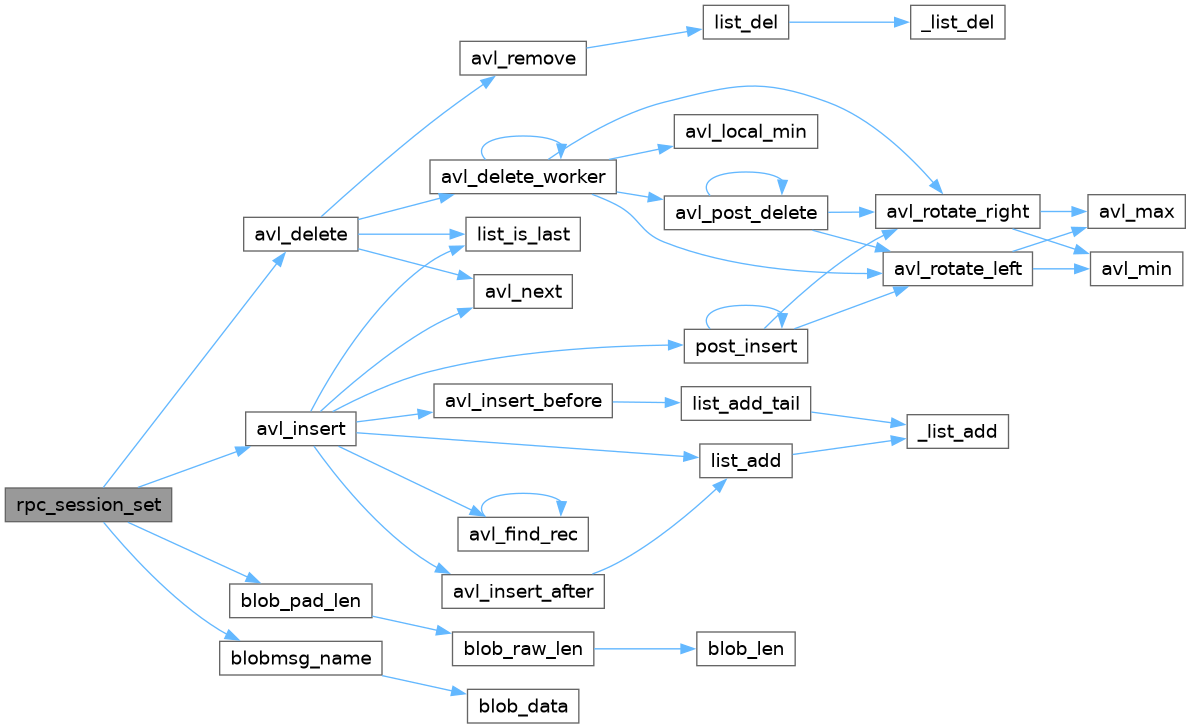 list_del
_list_del
avl_remove
avl_local_min
avl_delete_worker
avl_post_delete
avl_rotate_right
avl_max
avl_delete
list_is_last
avl_rotate_left
avl_min
avl_next
post_insert
avl_insert_before
list_add_tail
avl_insert
_list_add
list_add
rpc_session_set
avl_find_rec
avl_insert_after
blob_pad_len
blob_raw_len
blob_len
blobmsg_name
blob_data